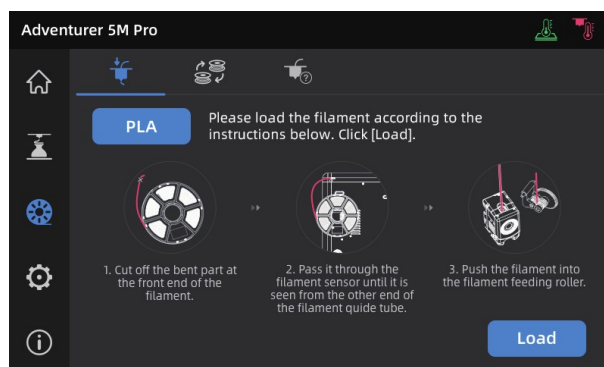 Adventurer 5M Pro
PLA
Please load the filament according to the
instructions below. Click [Load].
1. Cut off the bent part at
the front end of the
filament.
2. Pass it through the
filament sensor until it is
seen from the other end of
the filament guide tube.
3. Push the filament into
the filament feeding roller.
Load